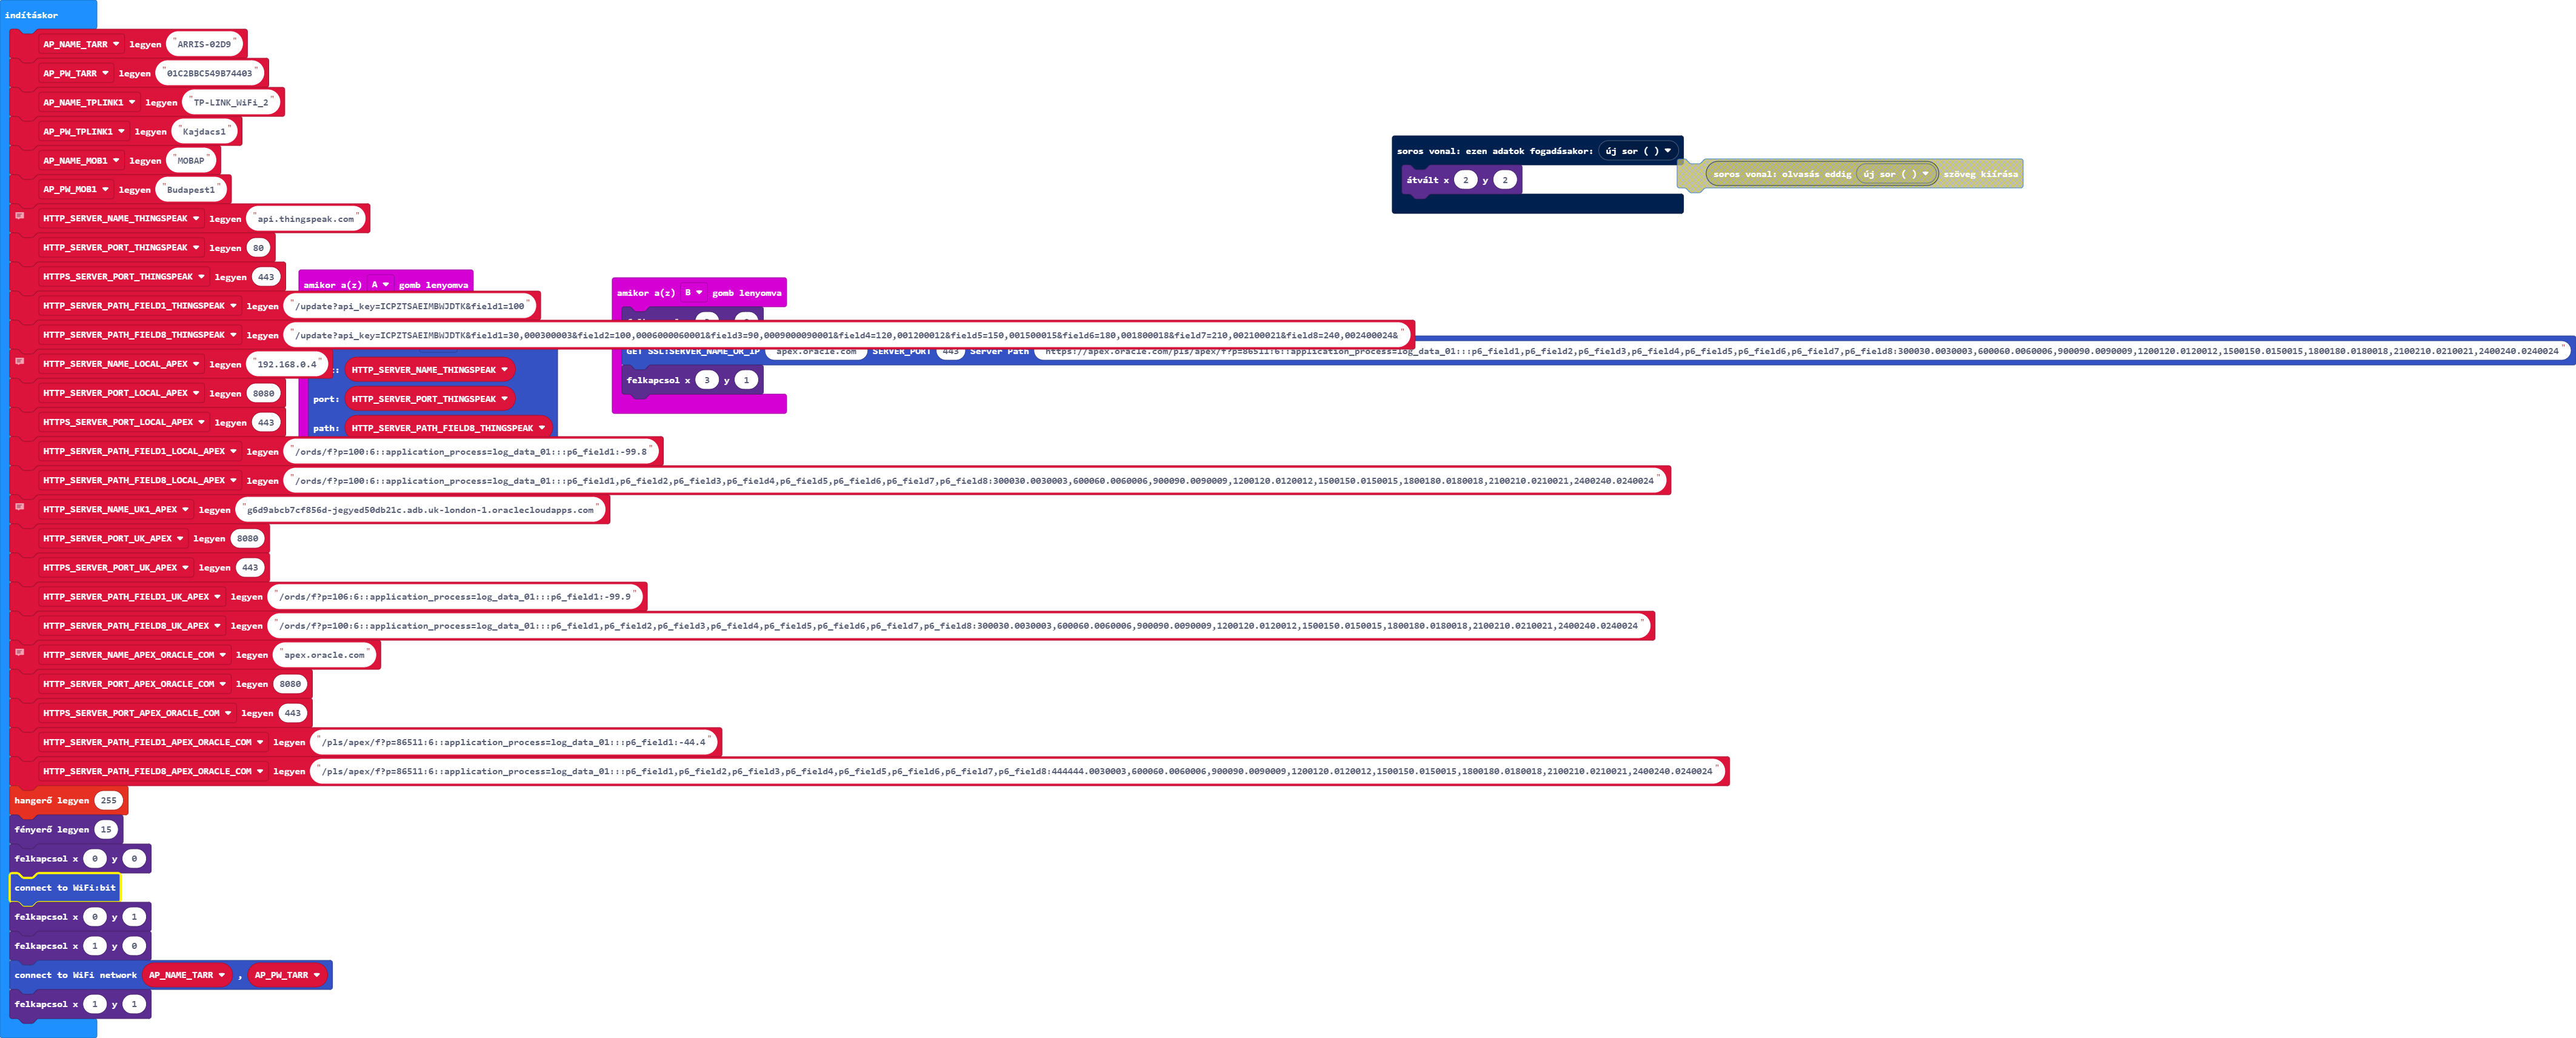 indításkor
AP_NAME_TARR legyen "ARRIS-02D9"
AP_PW_TARR legyen "01C2BBC549B74403"
AP_NAME_TPLINK1 legyen "TP-LINK_WiFi_2"
AP_PW_TPLINK1 legyen "Kajdacs1"
AP_NAME_MOB1 legyen "MOBAP"
AP_PW_MOB1 legyen "Budapest1"
HTTP_SERVER_NAME_THINGSPEAK legyen "api.thingspeak.com"
HTTP_SERVER_PORT_THINGSPEAK legyen 80
HTTPS_SERVER_PORT_THINGSPEAK legyen 443
HTTP_SERVER_PATH_FIELD1_THINGSPEAK legyen "/update?api_key=ICPZTSAEIMBWJDTK&field1=100"
HTTP_SERVER_PATH_FIELD8_THINGSPEAK legyen "/update?api_key=ICPZTSAEIMBWJDTK&field1=30,000300003&field2=100,0006000060001&field3=90,0009000090001&field4=120,001200012&field5=150,001500015&field6=180,001800018&field7=210,002100021&field8=240,002400024&"
HTTP_SERVER_NAME_LOCAL_APEX legyen "192.168.0.4"
HTTP_SERVER_PORT_LOCAL_APEX legyen 8080
HTTPS_SERVER_PORT_LOCAL_APEX legyen 443
HTTP_SERVER_PATH_FIELD1_LOCAL_APEX legyen "/ords/f?p=100:6::application_process=log_data_01:::p6_field1:-99.8"
HTTP_SERVER_PATH_FIELD8_LOCAL_APEX legyen "/ords/f?p=100:6::application_process=log_data_01:::p6_field1,p6_field2,p6_field3,p6_field4,p6_field5,p6_field6,p6_field7,p6_field8:300030.0030003,600060.0060006,900090.0090009,1200120.0120012,1500150.0150015,1800180.0180018,2100210.0210021,2400240.0240024"
HTTP_SERVER_NAME_UK1_APEX legyen "g6d9abcb7cf856d-jegyed50db21c.adb.uk-london-1.oraclecloudapps.com"
HTTP_SERVER_PORT_UK_APEX legyen 8080
HTTPS_SERVER_PORT_UK_APEX legyen 443
HTTP_SERVER_PATH_FIELD1_UK_APEX legyen "/ords/f?p=106:6::application_process=log_data_01:::p6_field1:-99.9"
HTTP_SERVER_PATH_FIELD8_UK_APEX legyen "/ords/f?p=100:6::application_process=log_data_01:::p6_field1,p6_field2,p6_field3,p6_field4,p6_field5,p6_field6,p6_field7,p6_field8:300030.0030003,600060.0060006,900090.0090009,1200120.0120012,1500150.0150015,1800180.0180018,2100210.0210021,2400240.0240024"
HTTP_SERVER_NAME_APEX_ORACLE_COM legyen "apex.oracle.com"
HTTP_SERVER_PORT_APEX_ORACLE_COM legyen 8080
HTTPS_SERVER_PORT_APEX_ORACLE_COM legyen 443
HTTP_SERVER_PATH_FIELD1_APEX_ORACLE_COM legyen "/pls/apex/f?p=86511:6::application_process=log_data_01:::p6_field1:-44.4"
HTTP_SERVER_PATH_FIELD8_APEX_ORACLE_COM legyen "/pls/apex/f?p=86511:6::application_process=log_data_01:::p6_field1,p6_field2,p6_field3,p6_field4,p6_field5,p6_field6,p6_field7,p6_field8:444444.0030003,600060.0060006,900090.0090009,1200120.0120012,1500150.0150015,1800180.0180018,2100210.0210021,2400240.0240024"
hangerő legyen 255
fényerő legyen 15
felkapcsol x 0 y 0
connect to WiFi:bit
felkapcsol x 0 y 1
felkapcsol x 1 y 0
connect to WiFi network AP_NAME_TARR , AP_PW_TARR
felkapcsol x 1 y 1
amikor a(z) A gomb lenyomva
: HTTP_SERVER_NAME_THINGSPEAK
port: HTTP_SERVER_PORT_THINGSPEAK
path: HTTP_SERVER_PATH_FIELD8_THINGSPEAK
amikor a(z) B gomb lenyomva
GET SSL:SERVER_NAME_OR_IP apex.oracle.com SERVER_PORT 443 Server Path https://apex.oracle.com/pls/apex/f?p=86511:6::application_process=log_data_01:::p6_field1,p6_field2,p6_field3,p6_field4,p6_field5,p6_field6,p6_field7,p6_field8:300030.0030003,600060.0060006,900090.0090009,1200120.0120012,1500150.0150015,1800180.0180018,2100210.0210021,2400240.0240024"
felkapcsol x 3 y 1
soros vonal: ezen adatok fogadásakor: új sor ( )
átvált x 2 y 2
soros vonal: olvasás eddig új sor ( ) szöveg kiírása